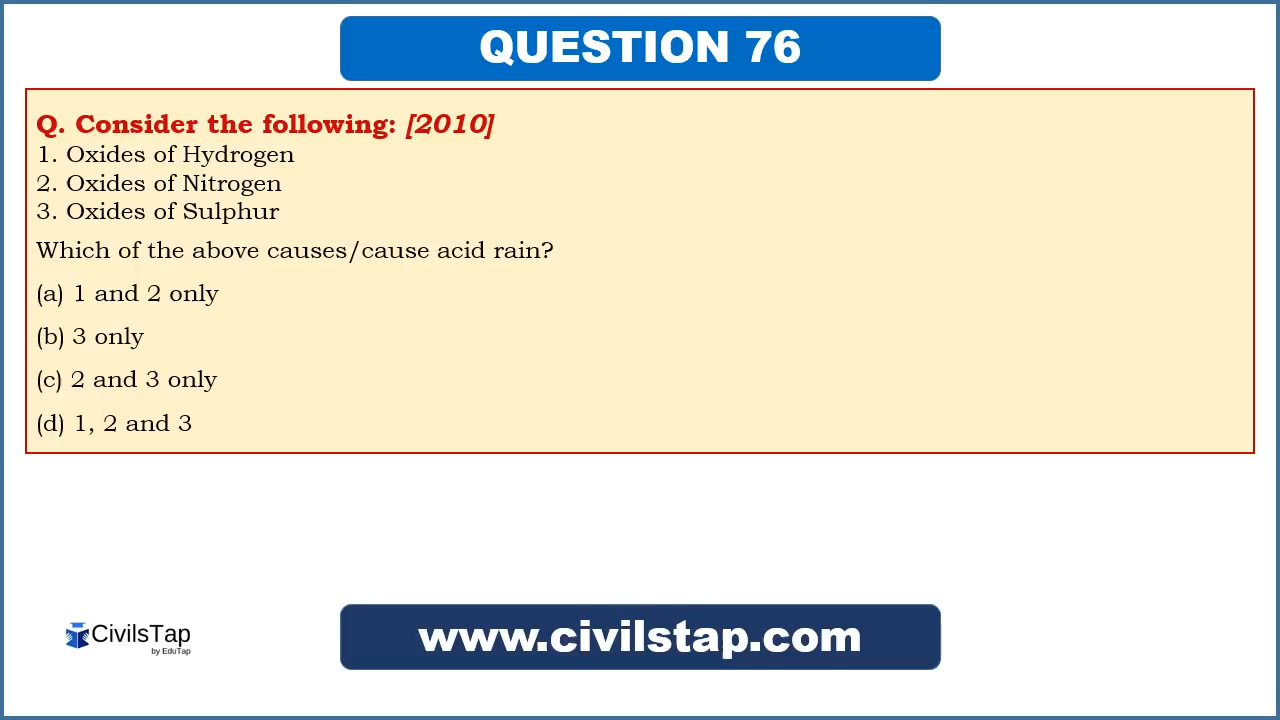 QUESTION 76
Q. Consider the following: [2010]
1. Oxides of Hydrogen
2. Oxides of Nitrogen
3. Oxides of Sulphur
Which of the above causes/cause acid rain?
(a) 1 and 2 only
(b) 3 only
(c) 2 and 3 only
(d) 1, 2 and 3
CivilsTap
by EduTap
www.civilstap.com